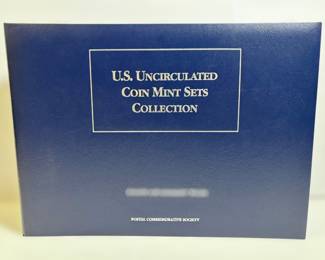 U.S. UNCIRCULATED
COIN MINT SETS
COLLECTION
POSTAL COMMEMORATIVE SOCIETY